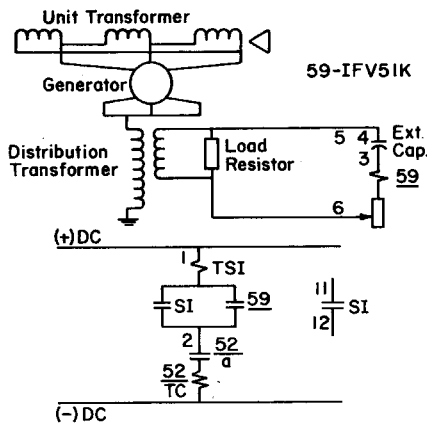 Unit Transformer
59-IFV51K
Generator
Distribution
Transformer
Load
Resistor
5 4 Ext.
3 Cap.
59
6
(+) DC
1
TSI
SI 59
11
SI
12
2 52
a
52
TC
(-) DC